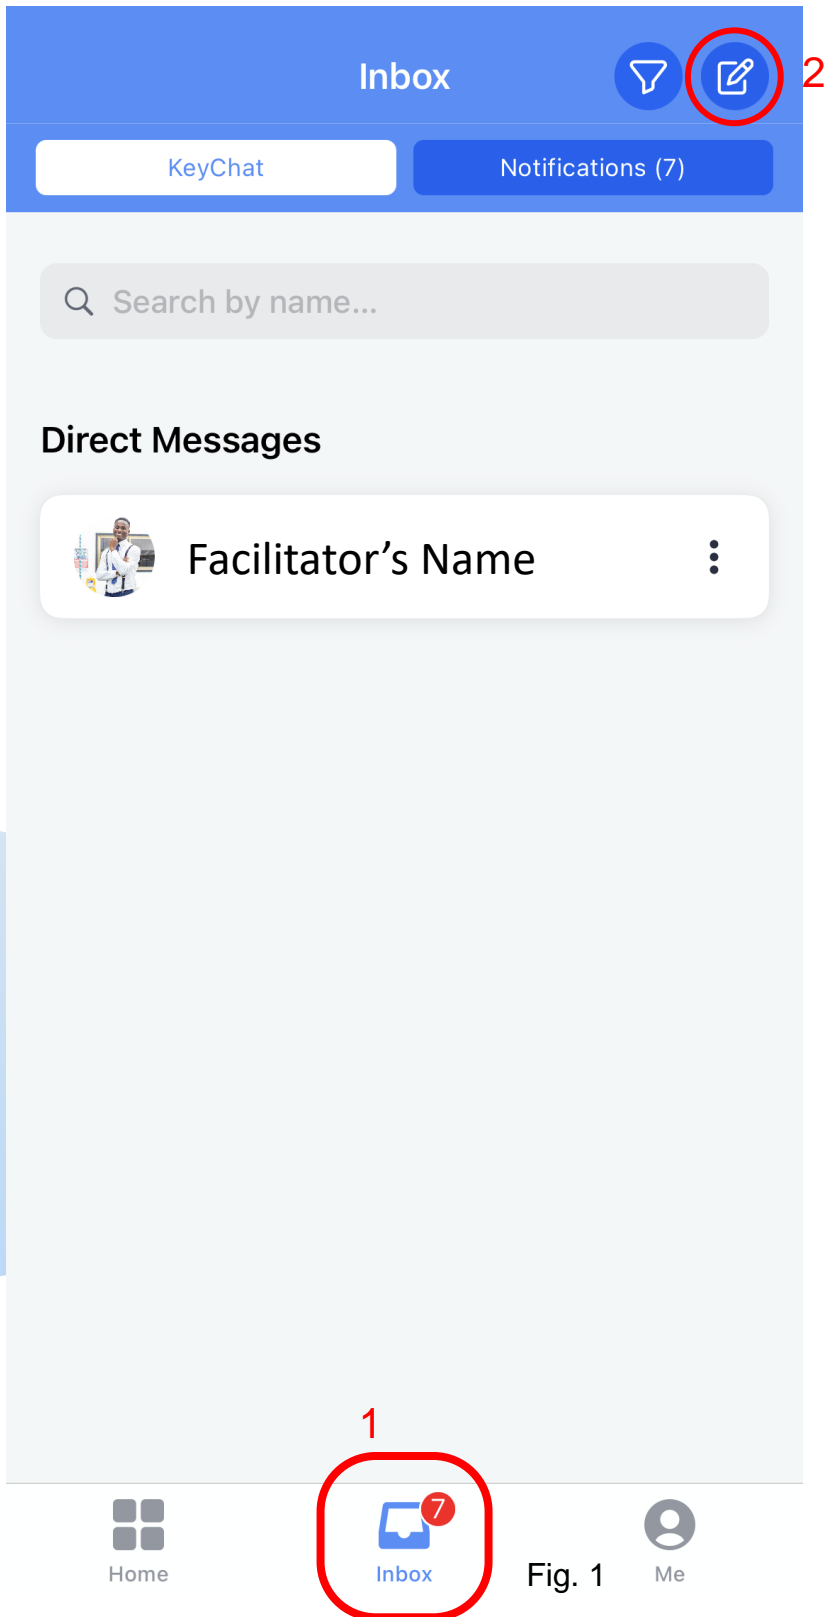 Inbox
2
KeyChat
Notifications (7)
Search by name...
Direct Messages
Facilitator’s Name
1
7
Home
Inbox
Fig. 1
Me